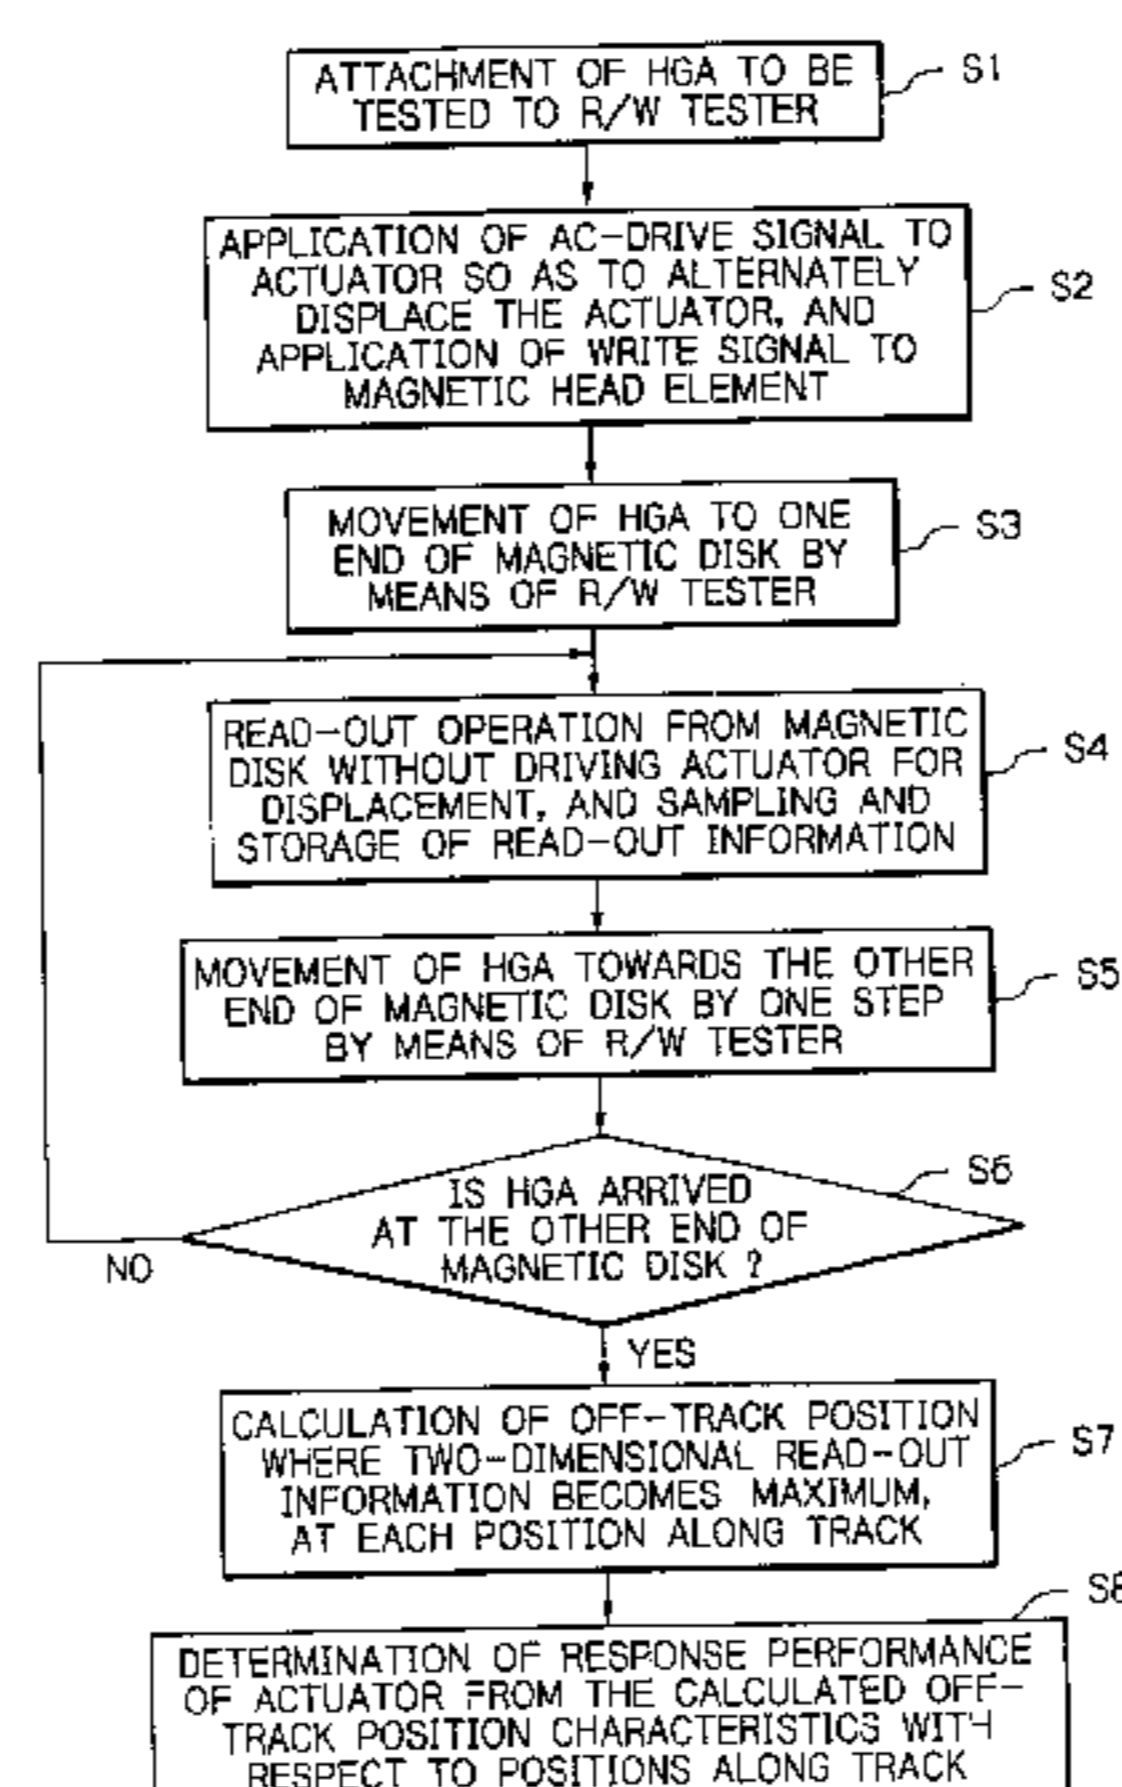 ATTACHMENT OF HGA TO BE
TESTED TO R/W TESTER
S1
APPLICATION OF AC-DRIVE SIGNAL TO
ACTUATOR SO AS TO ALTERNATELY
DISPLACE THE ACTUATOR, AND
APPLICATION OF WRITE SIGNAL TO
MAGNETIC HEAD ELEMENT
S2
MOVEMENT OF HGA TO ONE
END OF MAGNETIC DISK BY
MEANS OF R/W TESTER
S3
READ-OUT OPERATION FROM MAGNETIC
DISK WITHOUT DRIVING ACTUATOR FOR
DISPLACEMENT, AND SAMPLING AND
STORAGE OF READ-OUT INFORMATION
S4
MOVEMENT OF HGA TOWARDS THE OTHER
END OF MAGNETIC DISK BY ONE STEP
BY MEANS OF R/W TESTER
S5
IS HGA ARRIVED
AT THE OTHER END OF
MAGNETIC DISK ?
S6
NO
YES
CALCULATION OF OFF-TRACK POSITION
WHERE TWO-DIMENSIONAL READ-OUT
INFORMATION BECOMES MAXIMUM,
AT EACH POSITION ALONG TRACK
S7
DETERMINATION OF RESPONSE PERFORMANCE
OF ACTUATOR FROM THE CALCULATED OFF-
TRACK POSITION CHARACTERISTICS WITH
RESPECT TO POSITIONS ALONG TRACK